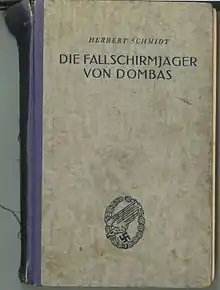 HERBERT SCHMIDT
DIE FALLSCHIRMJÄGER
VON DOMBAS